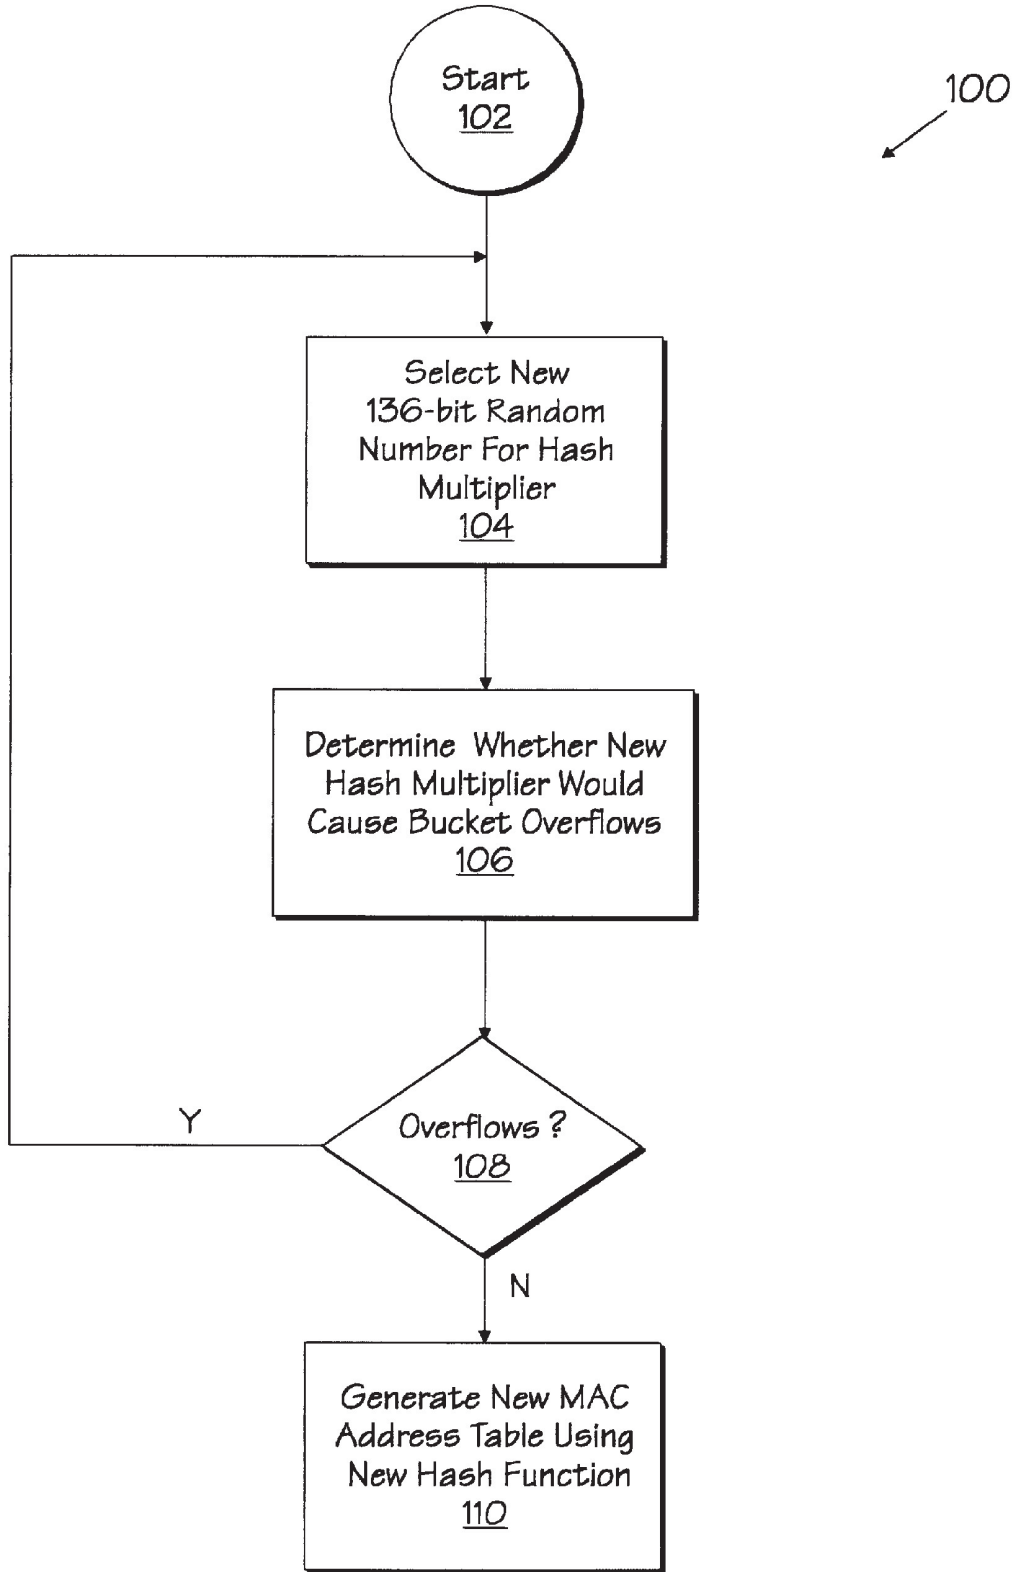 Start
102
100
Select New
136-bit Random
Number For Hash
Multiplier
104
Determine Whether New
Hash Multiplier Would
Cause Bucket Overflows
106
Overflows ?
108
Y
N
Generate New MAC
Address Table Using
New Hash Function
110